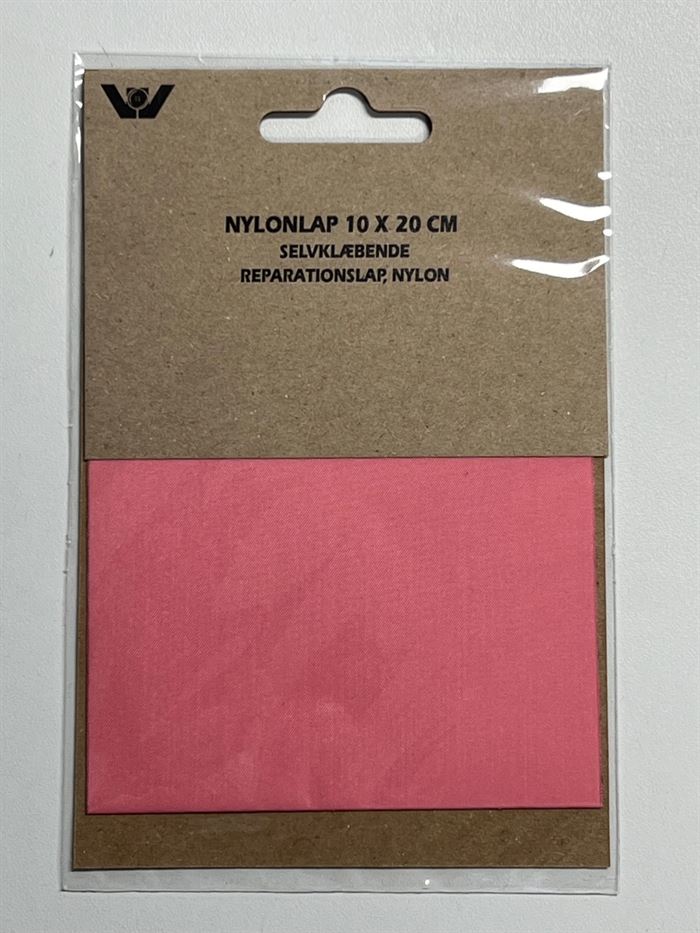 NYLONLAP 10 X 20 CM
SELVKLÆBENDE
REPARATIONSLAP, NYLON